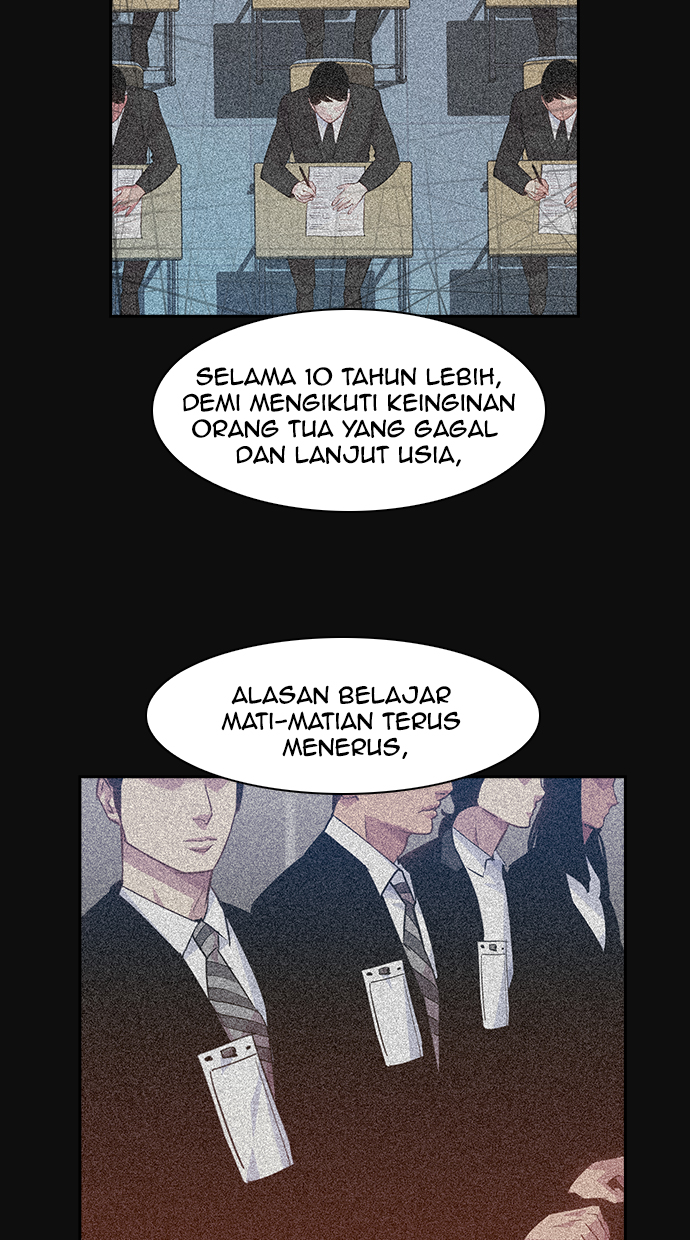 SELAMA 10 TAHUN LEBIH,
DEMI MENGIKUTI KEINGINAN
ORANG TUA YANG GAGAL
DAN LANJUT USIA,
ALASAN BELAJAR
MATI-MATIAN TERUS
MENERUS,